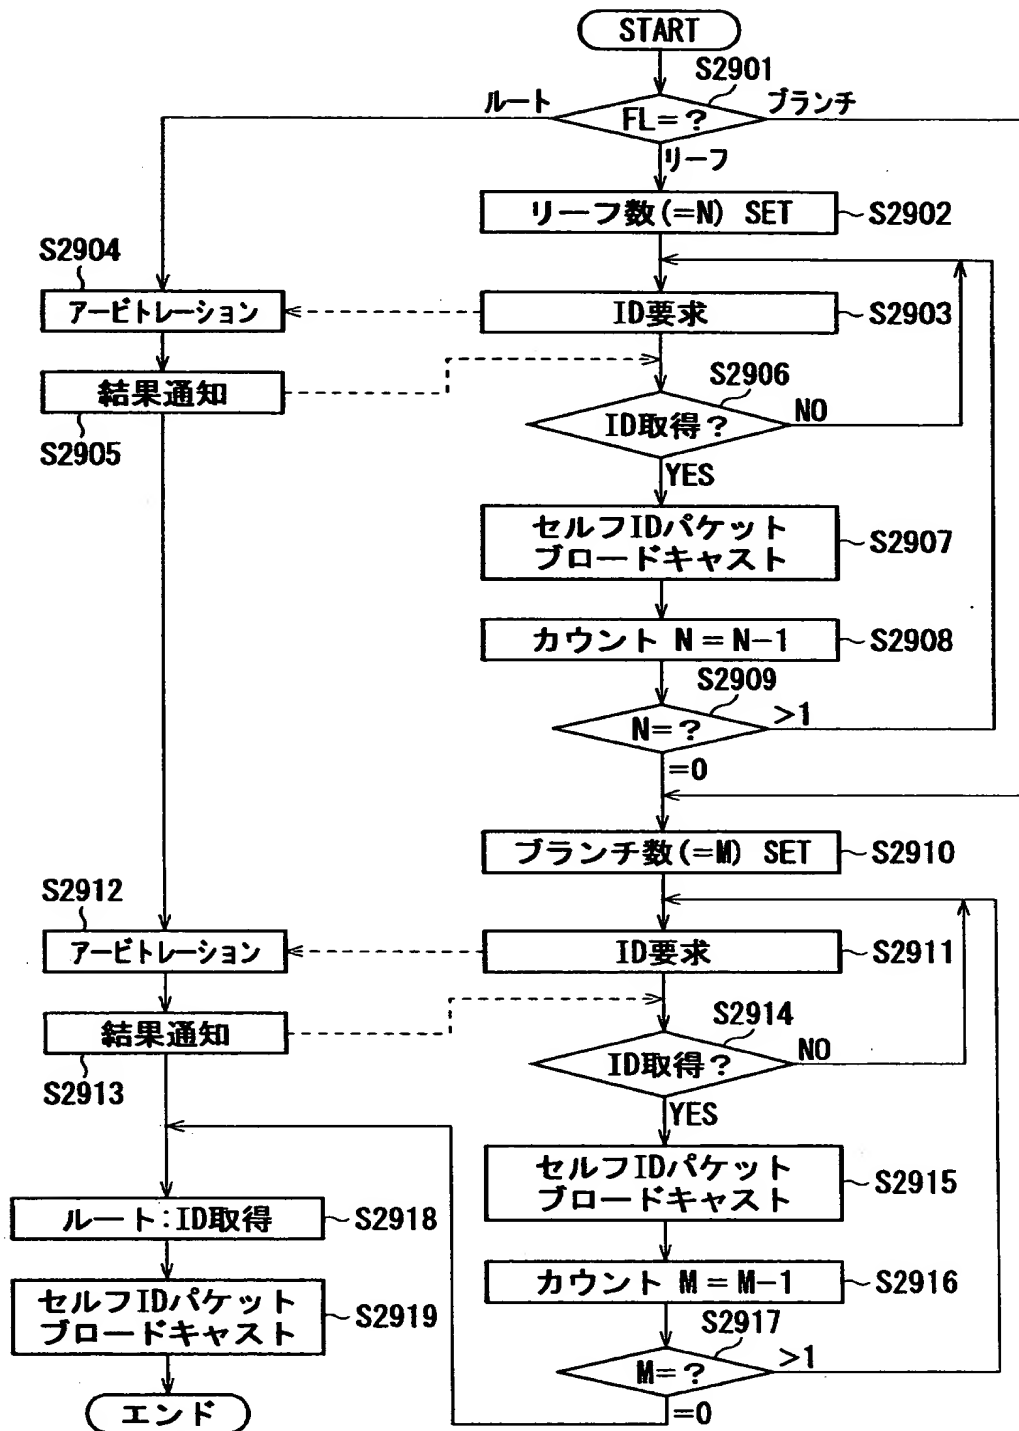 START
S2901
ルート
FL=?
ブランチ
リーフ
リーフ数(=N) SET
S2902
S2904
アービトレーション
ID要求
S2903
結果通知
S2905
S2906
ID取得?
NO
YES
セルフIDパケット
ブロードキャスト
S2907
カウント N=N-1
S2908
S2909
N=?
>1
=0
ブランチ数(=M) SET
S2910
S2912
アービトレーション
ID要求
S2911
結果通知
S2913
S2914
ID取得?
NO
YES
セルフIDパケット
ブロードキャスト
S2915
ルート:ID取得
S2918
カウント M=M-1
S2916
セルフIDパケット
ブロードキャスト
S2919
S2917
M=?
>1
=0
エンド